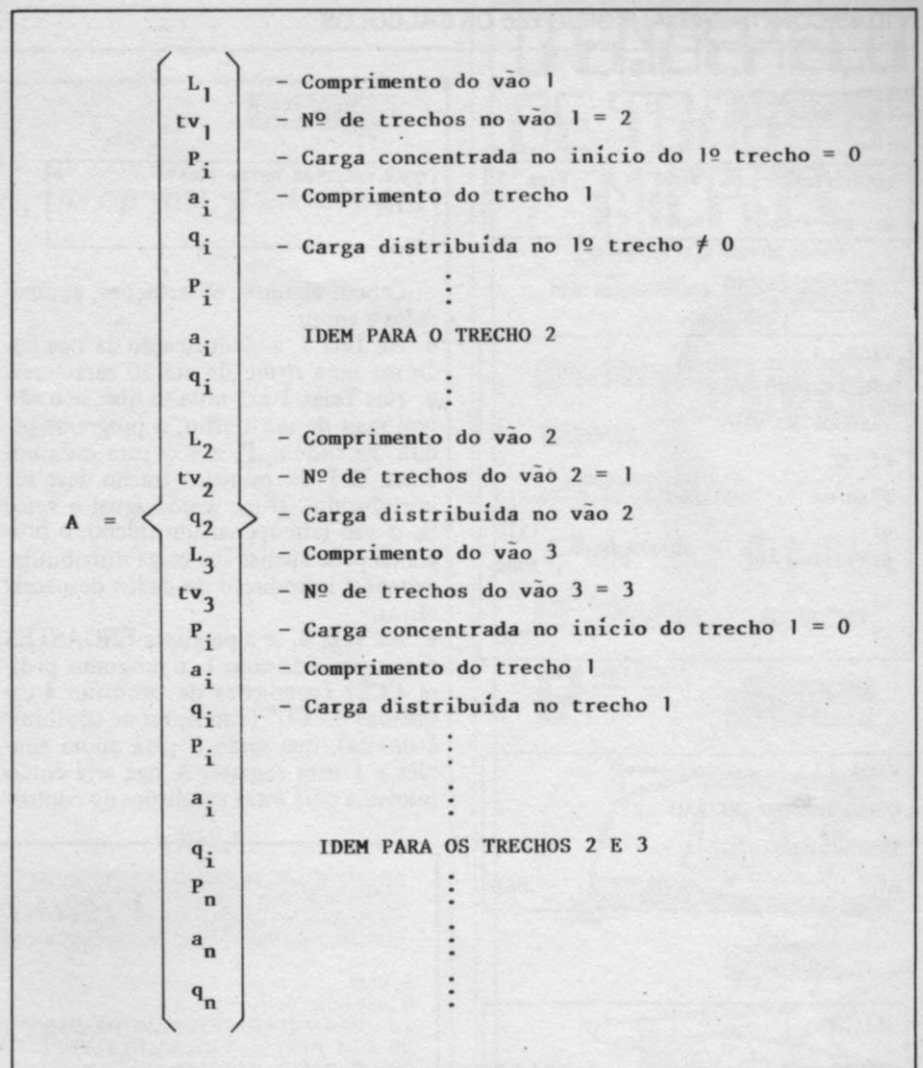 L1 - Comprimento do vão 1
tv1 - Nº de trechos no vão 1 = 2
Pi - Carga concentrada no início do 1º trecho = 0
ai - Comprimento do trecho 1
qi - Carga distribuída no 1º trecho ≠ 0
Pi
ai IDEM PARA O TRECHO 2
qi
L2 - Comprimento do vão 2
tv2 - Nº de trechos do vão 2 = 1
A = q2 - Carga distribuída no vão 2
L3 - Comprimento do vão 3
tv3 - Nº de trechos do vão 3 = 3
Pi - Carga concentrada no início do trecho 1 = 0
ai - Comprimento do trecho 1
qi - Carga distribuída no trecho 1
Pi
ai
qi IDEM PARA OS TRECHOS 2 E 3
Pn
an
qn